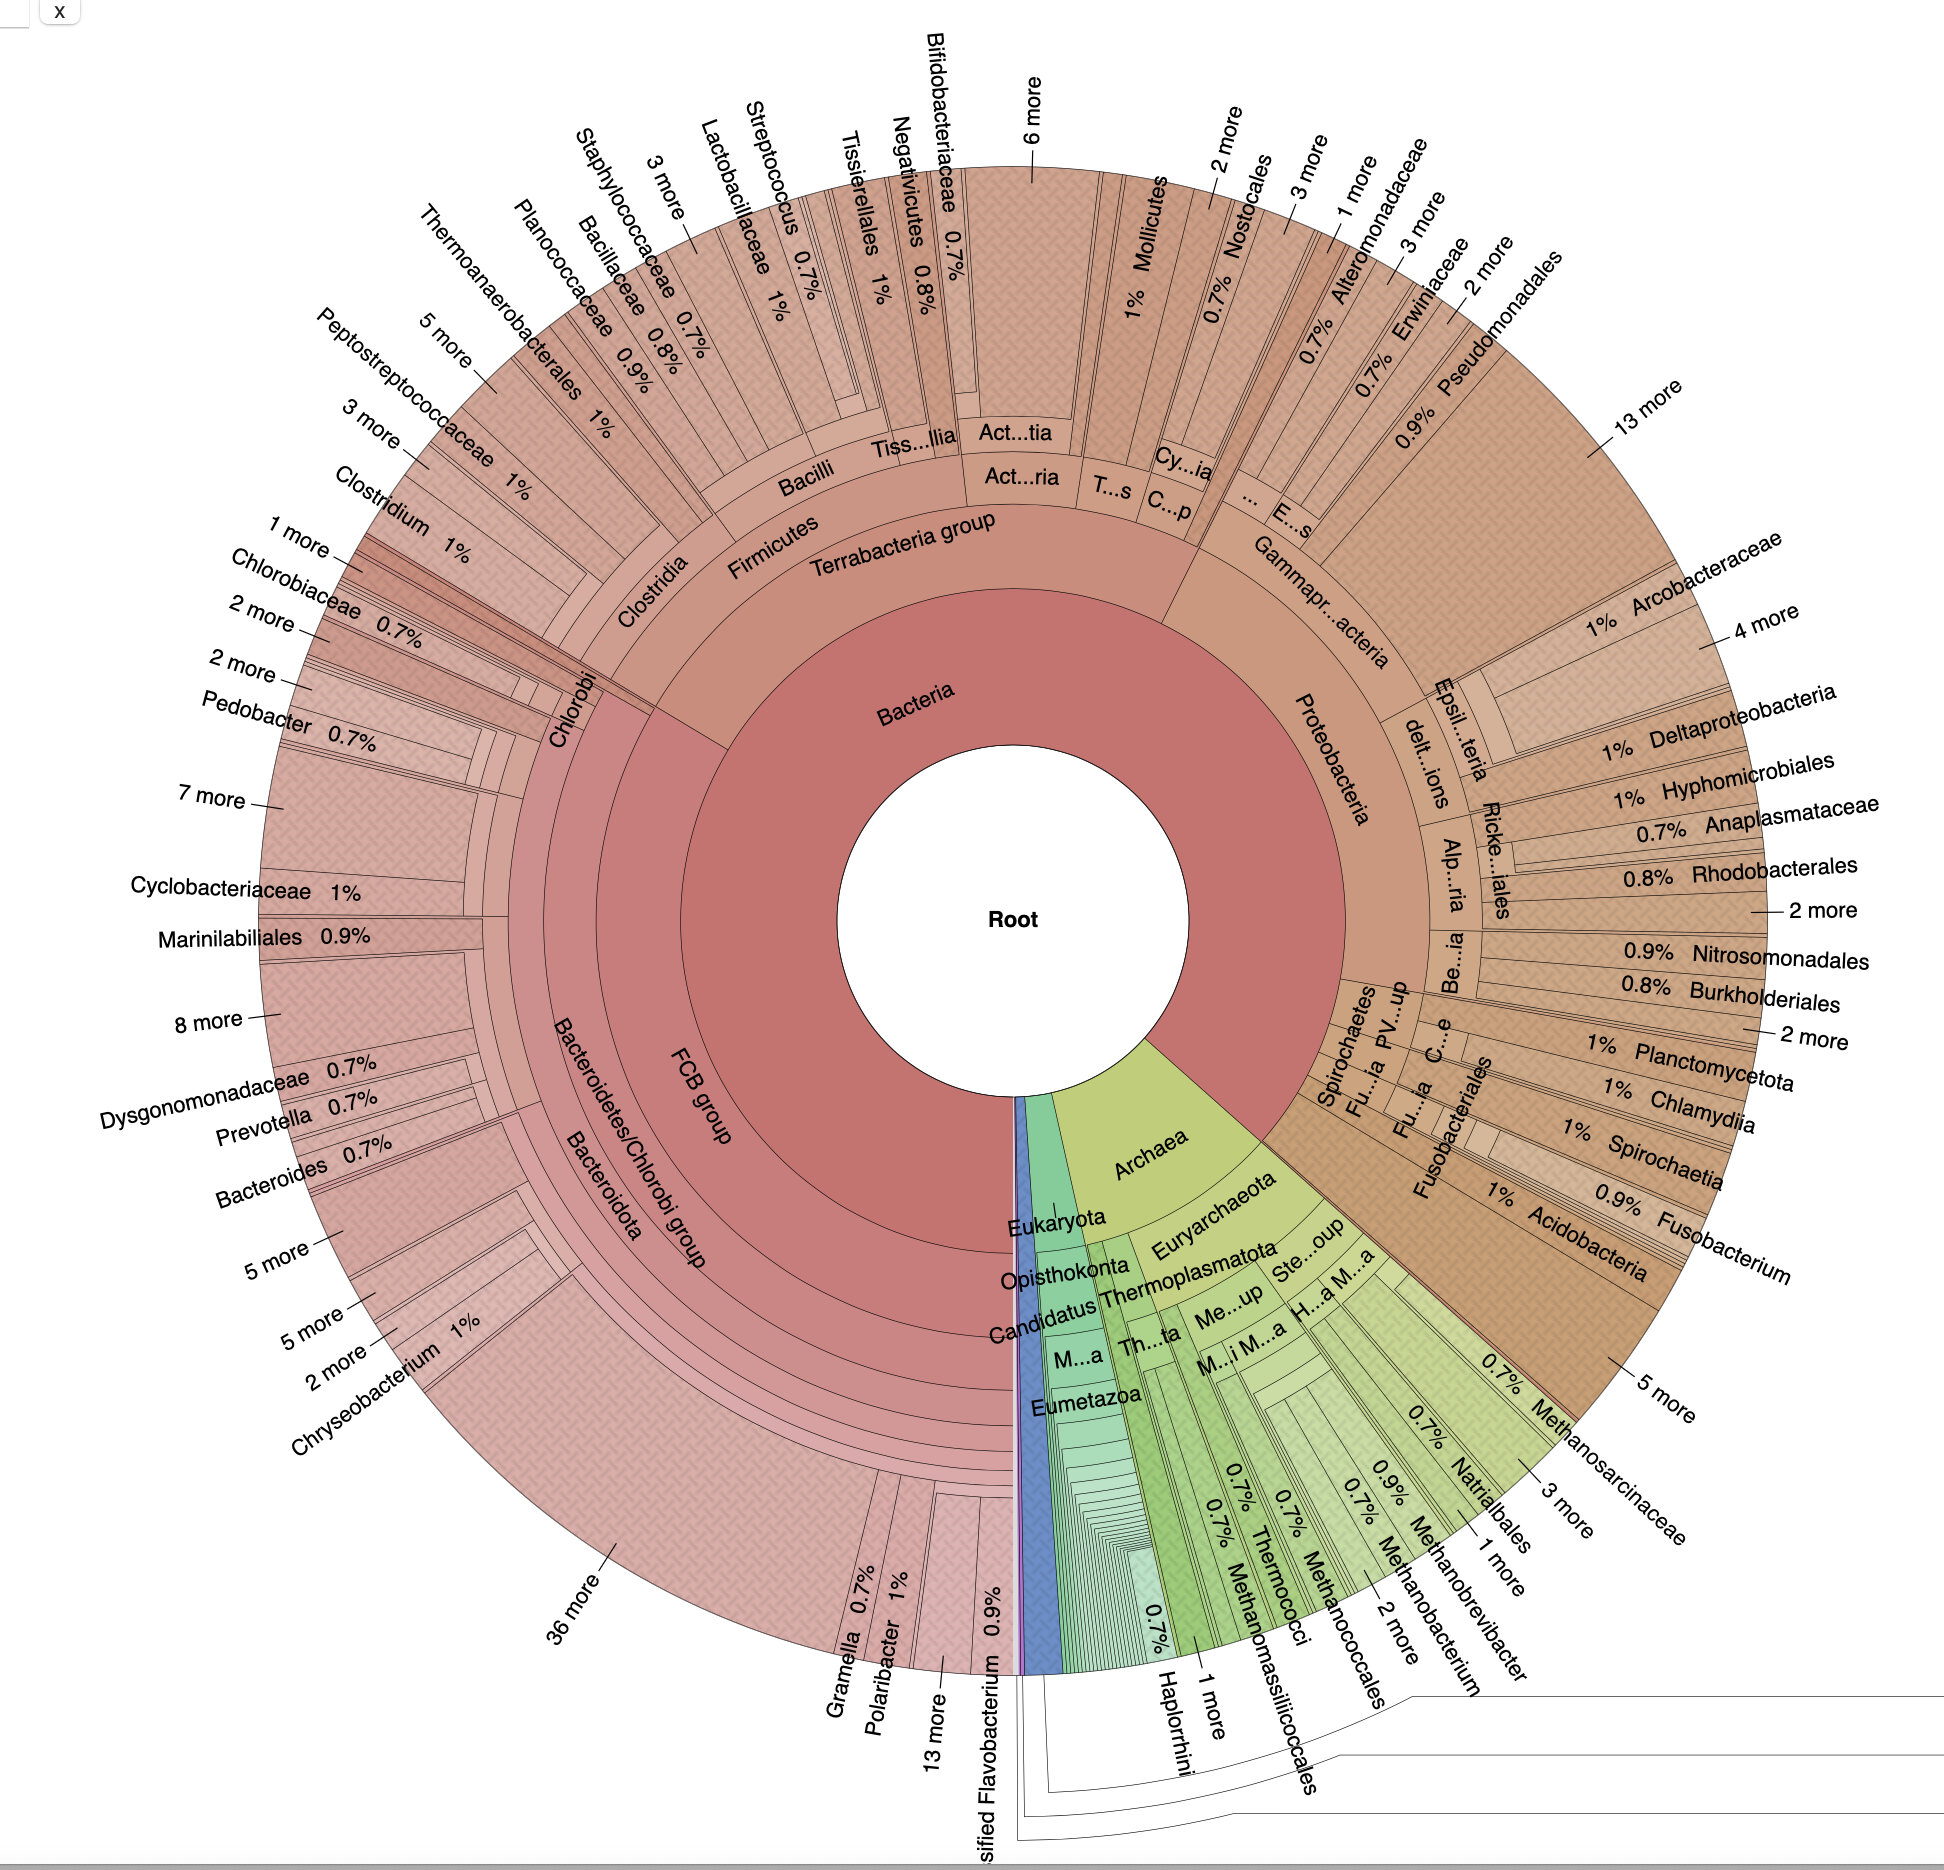 x
Root
Bacteria
Terrabacteria group
Firmicutes
Clostridia
Bacilli
Tiss...llia
Act...tia
Act...ria
T...s
C...p
Cy...ia
Proteobacteria
Gammapr...acteria
...
E...s
delt...ions
Epsil...teria
Alp...ria
Ricke...iales
Be...ia
PV...up
C...e
Spirochaetes
Fu...ia
Fu...ia
Fusobacteriales
FCB group
Bacteroidetes/Chlorobi group
Bacteroidota
Chlorobi
Archaea
Euryarchaeota
Ste...oup
M...a
H...a
Thermoplasmatota
Me...up
M...a
M...i
Th...ta
Eukaryota
Opisthokonta
Candidatus
M...a
Eumetazoa
6 more
1% Mollicutes
2 more
0.7% Nostocales
3 more
1 more
0.7% Alteromonadaceae
3 more
0.7% Erwiniaceae
2 more
0.9% Pseudomonadales
13 more
1% Arcobacteraceae
4 more
1% Deltaproteobacteria
1% Hyphomicrobiales
0.7% Anaplasmataceae
0.8% Rhodobacterales
2 more
0.9% Nitrosomonadales
0.8% Burkholderiales
2 more
1% Planctomycetota
1% Chlamydiia
1% Spirochaetia
0.9% Fusobacterium
1% Acidobacteria
5 more
0.7% Methanosarcinaceae
3 more
0.7% Natrialbales
1 more
0.9% Methanobrevibacter
0.7% Methanobacterium
2 more
0.7% Methanococcales
0.7% Thermococci
0.7% Methanomassiliicoccales
1 more
0.7% Haplorrhini
sified Flavobacterium 0.9%
13 more
Polaribacter 1%
Gramella 0.7%
36 more
Chryseobacterium 1%
2 more
5 more
5 more
Bacteroides 0.7%
Prevotella 0.7%
Dysgonomonadaceae 0.7%
8 more
Marinilabiliales 0.9%
Cyclobacteriaceae 1%
7 more
Pedobacter 0.7%
2 more
2 more
Chlorobiaceae 0.7%
1 more
Clostridium 1%
3 more
Peptostreptococcaceae 1%
5 more
Thermoanaerobacterales 1%
Planococcaceae 0.9%
Bacillaceae 0.8%
Staphylococcaceae 0.7%
3 more
Lactobacillaceae 1%
Streptococcus 0.7%
Tissierellales 1%
Negativicutes 0.8%
Bifidobacteriaceae 0.7%